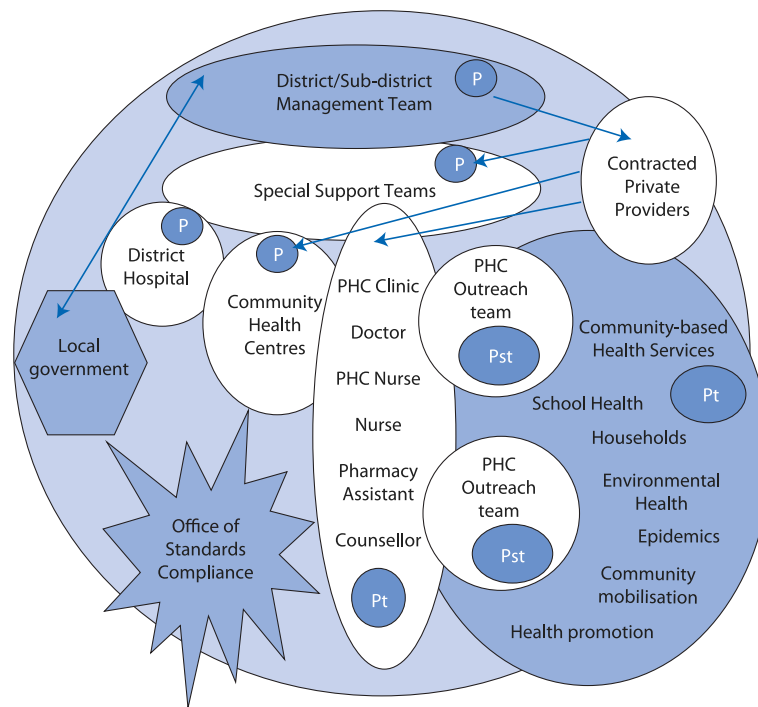 District/Sub-district
Management Team
P
Special Support Teams
P
Contracted
Private
Providers
District
Hospital
P
Community
Health
Centres
P
Local
government
Office of
Standards
Compliance
PHC Clinic
Doctor
PHC Nurse
Nurse
Pharmacy
Assistant
Counsellor
Pt
PHC
Outreach
team
Pst
PHC
Outreach
team
Pst
Community-based
Health Services
Pt
School Health
Households
Environmental
Health
Epidemics
Community
mobilisation
Health promotion